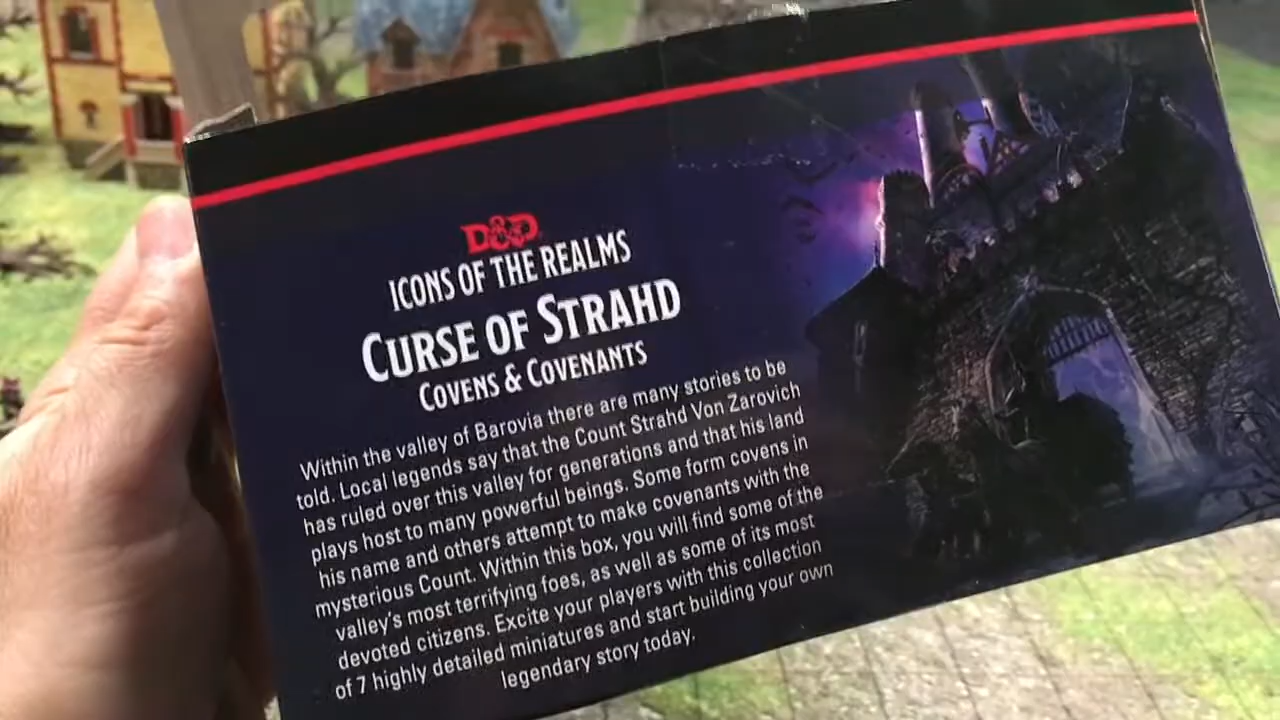 D&D
ICONS OF THE REALMS
CURSE OF STRAHD
COVENS & COVENANTS
Within the valley of Barovia there are many stories to be
told. Local legends say that the Count Strahd Von Zarovich
has ruled over this valley for generations and that his land
plays host to many powerful beings. Some form covens in
his name and others attempt to make covenants with the
mysterious Count. Within this box, you will find some of the
valley's most terrifying foes, as well as some of its most
devoted citizens. Excite your players with this collection
of 7 highly detailed miniatures and start building your own
legendary story today.